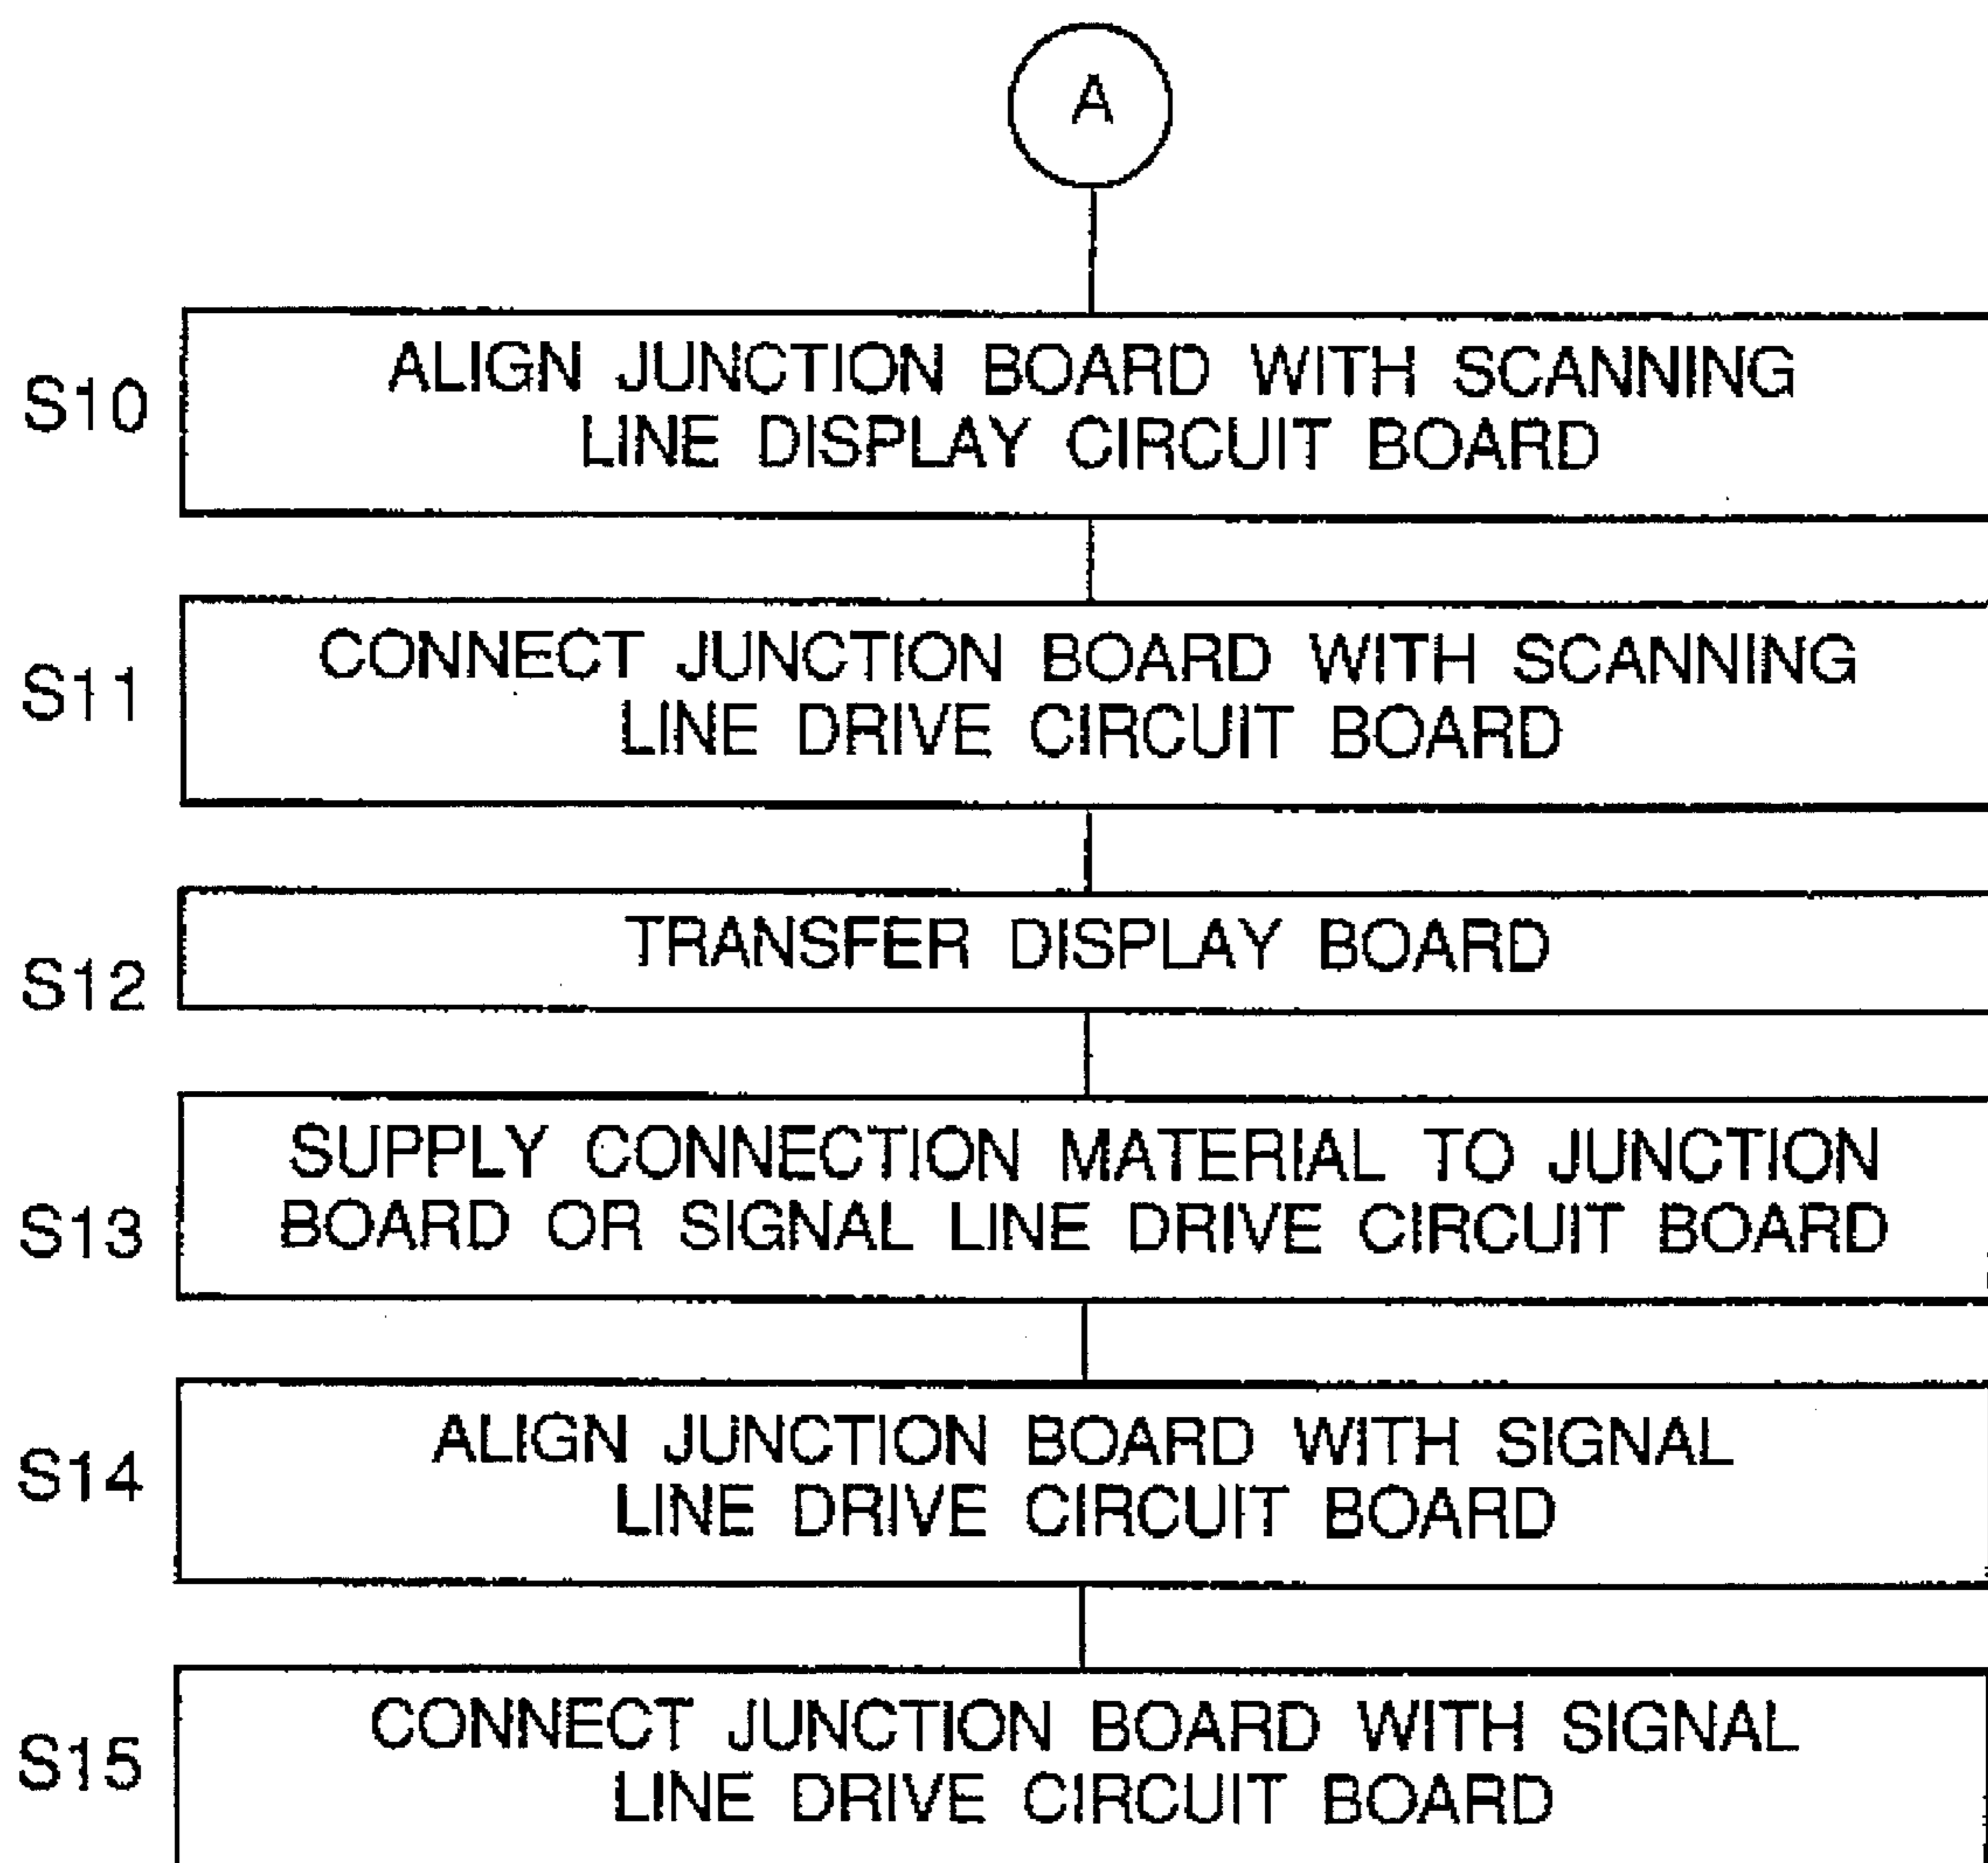 A
S10
ALIGN JUNCTION BOARD WITH SCANNING
LINE DISPLAY CIRCUIT BOARD
S11
CONNECT JUNCTION BOARD WITH SCANNING
LINE DRIVE CIRCUIT BOARD
S12
TRANSFER DISPLAY BOARD
S13
SUPPLY CONNECTION MATERIAL TO JUNCTION
BOARD OR SIGNAL LINE DRIVE CIRCUIT BOARD
S14
ALIGN JUNCTION BOARD WITH SIGNAL
LINE DRIVE CIRCUIT BOARD
S15
CONNECT JUNCTION BOARD WITH SIGNAL
LINE DRIVE CIRCUIT BOARD